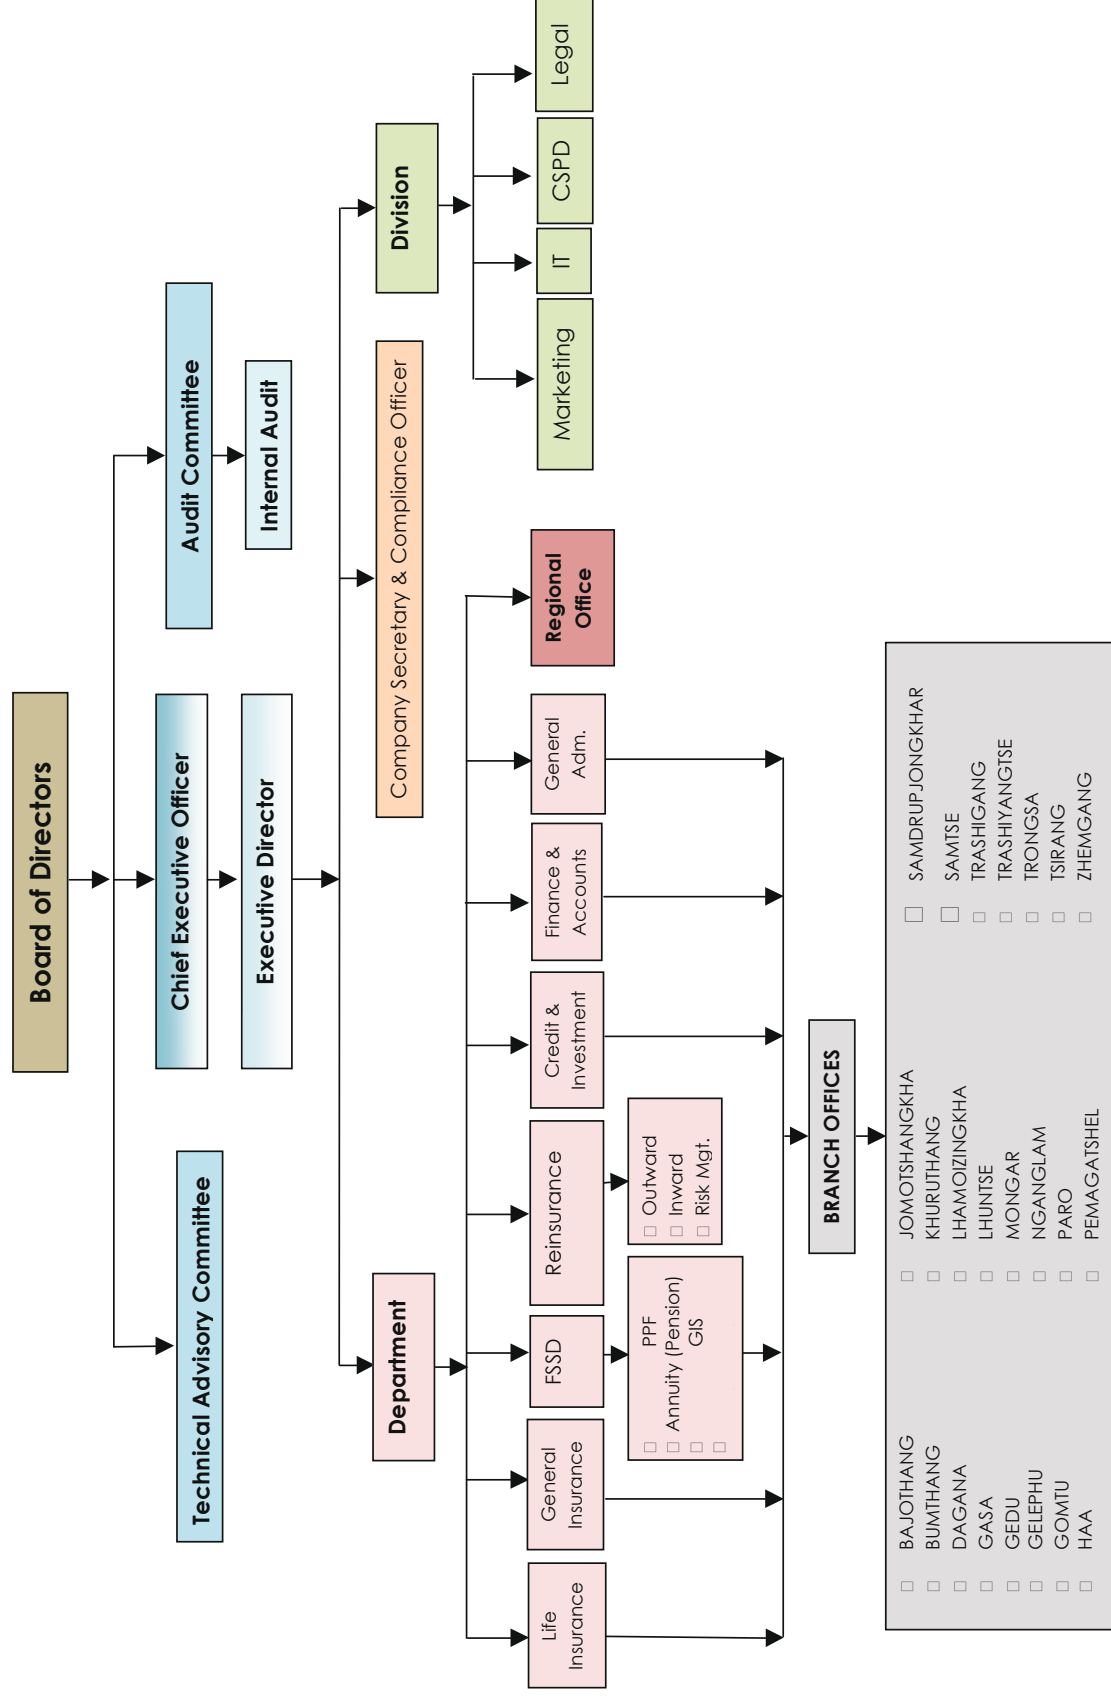 Board of Directors
Technical Advisory Committee
Chief Executive Officer
Audit Committee
Executive Director
Internal Audit
Department
Company Secretary & Compliance Officer
Division
Life
Insurance
General
Insurance
FSSD
Reinsurance
Credit &
Investment
Finance &
Accounts
General
Adm.
Regional
Office
Marketing
IT
CSPD
Legal
□ PPF
□ Annuity (Pension)
□ GIS
□
□ Outward
□ Inward
□ Risk Mgt.
BRANCH OFFICES
□ BAJOTHANG
□ BUMTHANG
□ DAGANA
□ GASA
□ GEDU
□ GELEPHU
□ GOMTU
□ HAA
□ JOMOTSHANGKHA
□ KHURUTHANG
□ LHAMOIZINGKHA
□ LHUNTSE
□ MONGAR
□ NGANGLAM
□ PARO
□ PEMAGATSHEL
□ SAMDRUPJONGKHAR
□ SAMTSE
□ TRASHIGANG
□ TRASHIYANGTSE
□ TRONGSA
□ TSIRANG
□ ZHEMGANG